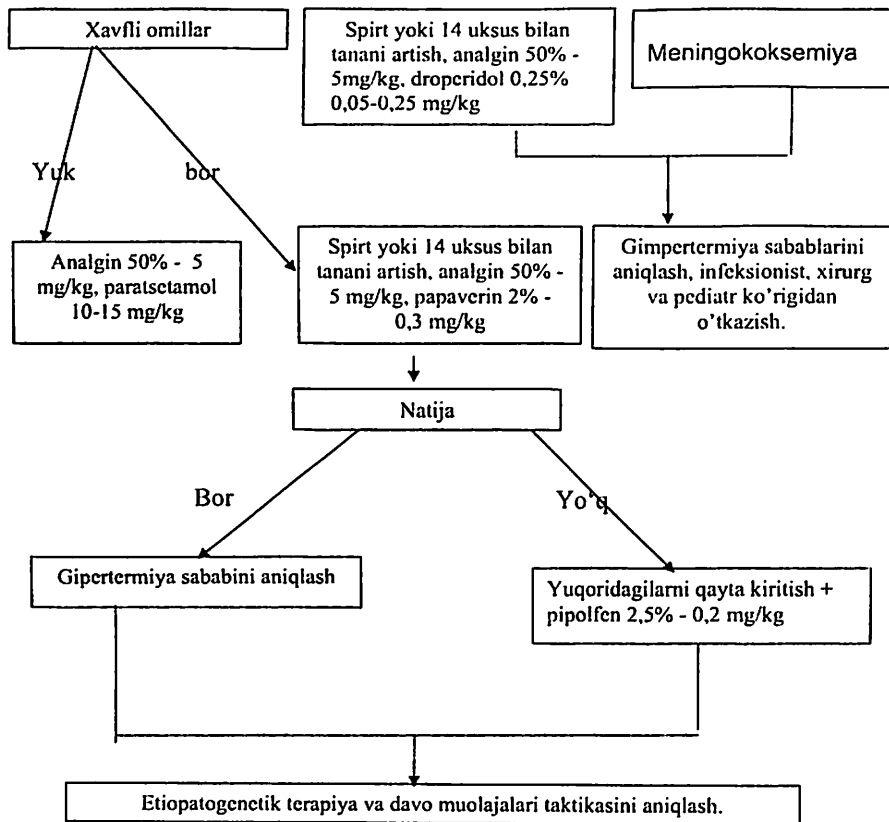 Xavfli omillar
Spirt yoki 14 uksus bilan
tanani artish, analgin 50% -
5mg/kg, droperidol 0,25%
0,05-0,25 mg/kg
Meningokoksemiya
Yuk
bor
Analgin 50% - 5
mg/kg, paratsetamol
10-15 mg/kg
Spirt yoki 14 uksus bilan
tanani artish, analgin 50% -
5 mg/kg, papaverin 2% -
0,3 mg/kg
Gimpertermiya sabablarini
aniqlash, infeksionist, xirurg
va pediatr ko’rigidan
o’tkazish.
Natija
Bor
Yo‘q
Gipertermiya sababini aniqlash
Yuqoridagilarni qayta kiritish +
pipolfen 2,5% - 0,2 mg/kg
Etiopatogenetik terapiya va davo muolajalari taktikasini aniqlash.